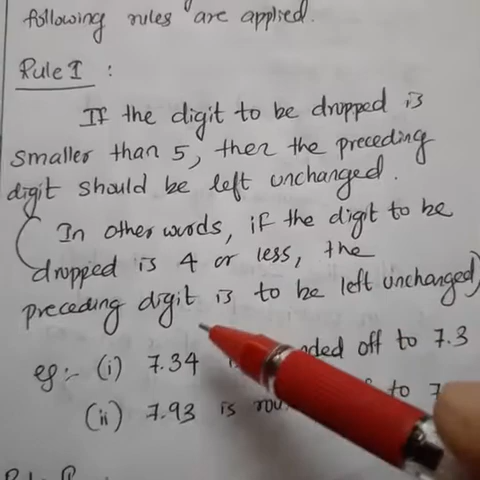 following rules are applied.
Rule I :
If the digit to be dropped is
smaller than 5, then the preceding
digit should be left unchanged.
(In other words, if the digit to be
dropped is 4 or less, the
preceding digit is to be left unchanged)
eg:- (i) 7.34 off to 7.3
(ii) 7.93 is to